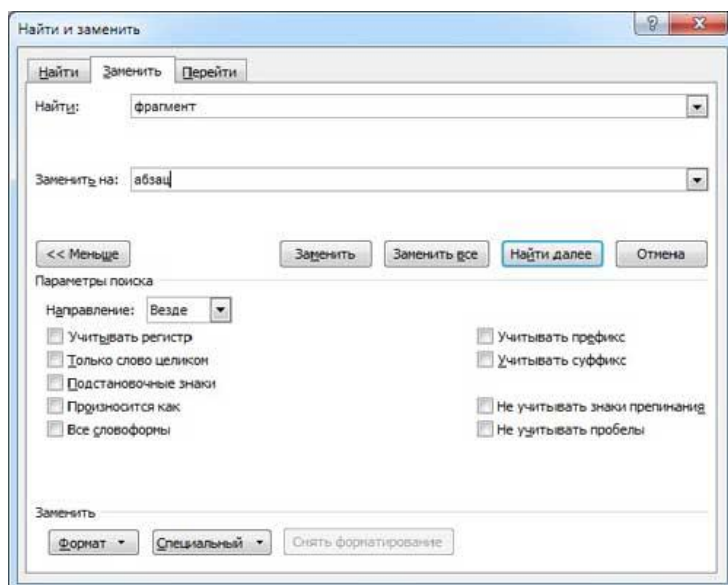 Найти и заменить
Найти Заменить Перейти
Найти: фрагмент
Заменить на: абзац
<< Меньше Заменить Заменить все Найти далее Отмена
Параметры поиска
Направление: Везде
Учитывать регистр Учитывать префикс
Только слово целиком Учитывать суффикс
Подстановочные знаки
Произносится как Не учитывать знаки препинания
Все словоформы Не учитывать пробелы
Заменить
Формат Специальный Снять форматирование